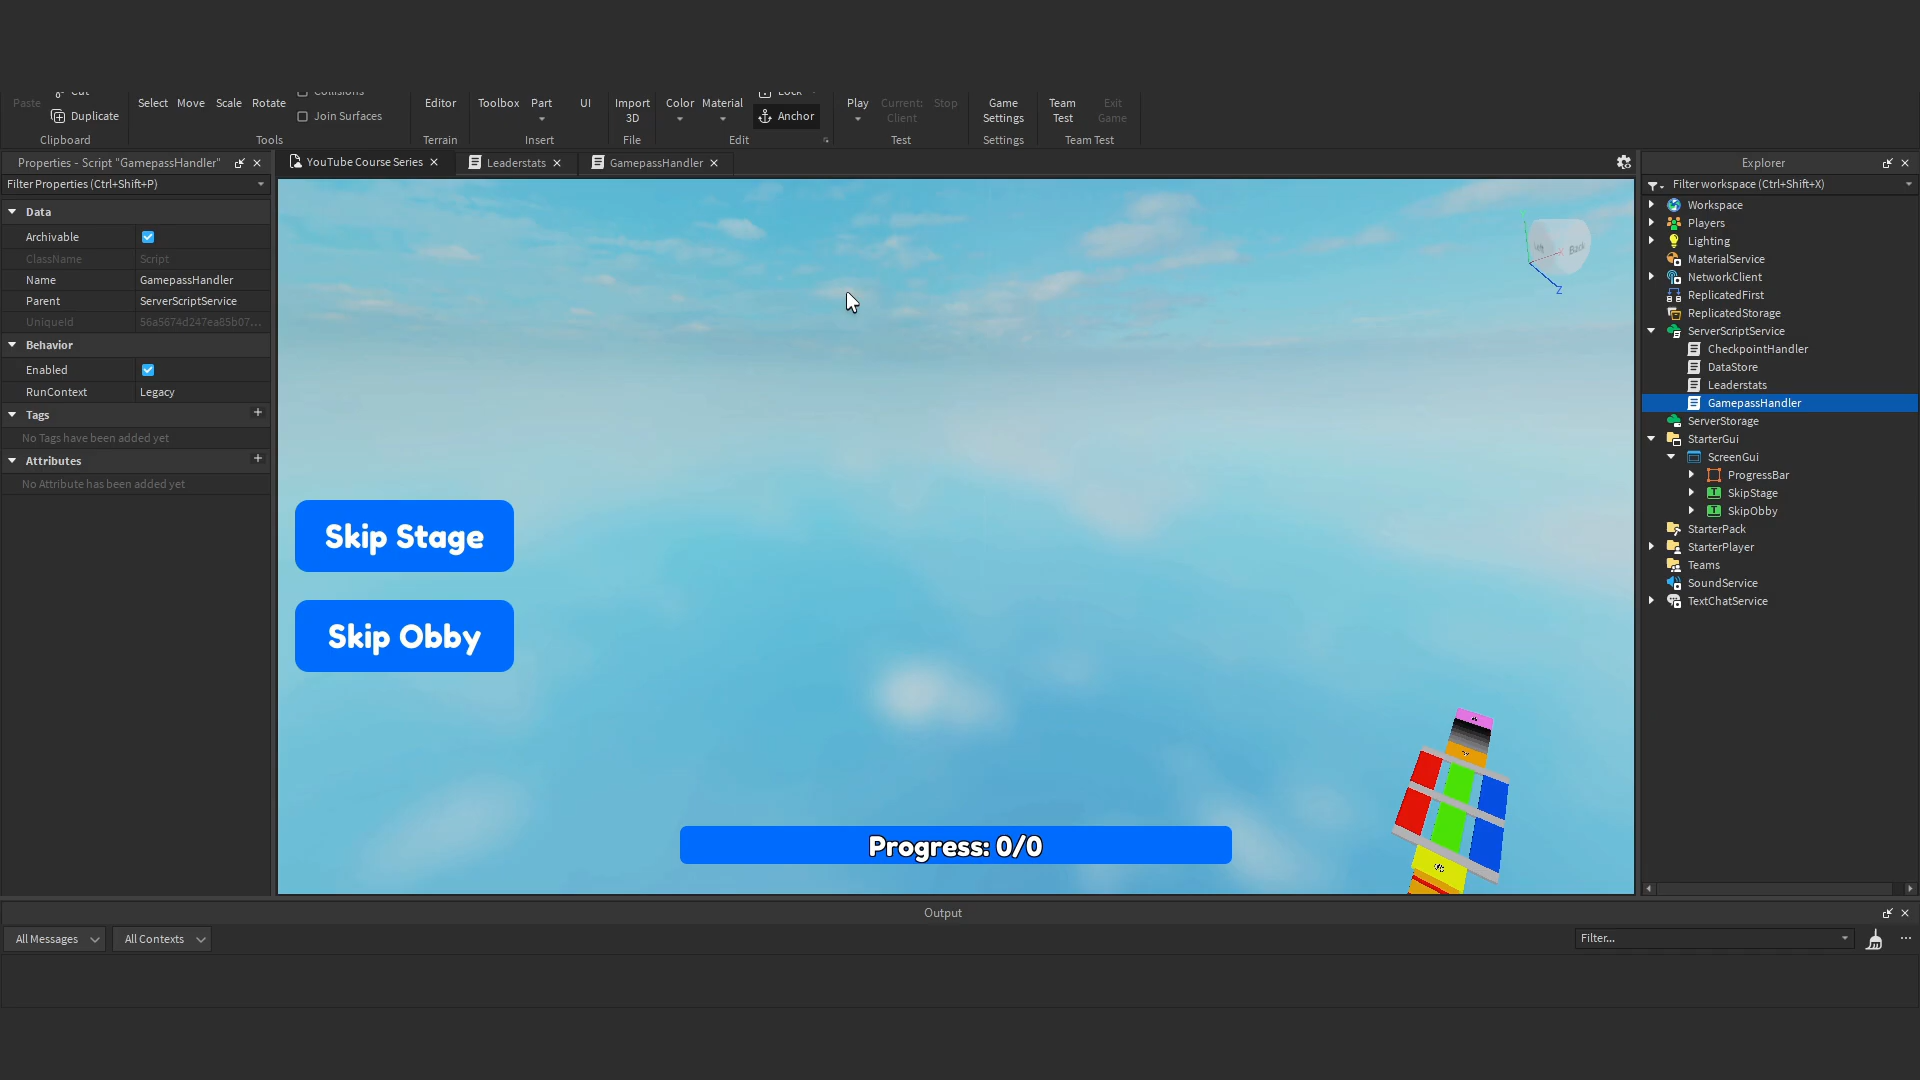 Paste
Cut
Duplicate
Clipboard
Select
Move
Scale
Rotate
Collisions
Join Surfaces
Tools
Editor
Terrain
Toolbox
Part
UI
Insert
Import
3D
File
Color
Material
Lock
Anchor
Edit
Play
Current:
Client
Stop
Test
Game
Settings
Settings
Team
Test
Exit
Game
Team Test
Properties - Script "GamepassHandler"
Filter Properties (Ctrl+Shift+P)
Data
Archivable
ClassName Script
Name GamepassHandler
Parent ServerScriptService
UniqueId 56a5674d247ea85b07...
Behavior
Enabled
RunContext Legacy
Tags
No Tags have been added yet
Attributes
No Attribute has been added yet
YouTube Course Series
Leaderstats
GamepassHandler
Back
Z
Skip Stage
Skip Obby
Progress: 0/0
Explorer
Filter workspace (Ctrl+Shift+X)
Workspace
Players
Lighting
MaterialService
NetworkClient
ReplicatedFirst
ReplicatedStorage
ServerScriptService
CheckpointHandler
DataStore
Leaderstats
GamepassHandler
ServerStorage
StarterGui
ScreenGui
ProgressBar
SkipStage
SkipObby
StarterPack
StarterPlayer
Teams
SoundService
TextChatService
Output
All Messages
All Contexts
Filter...